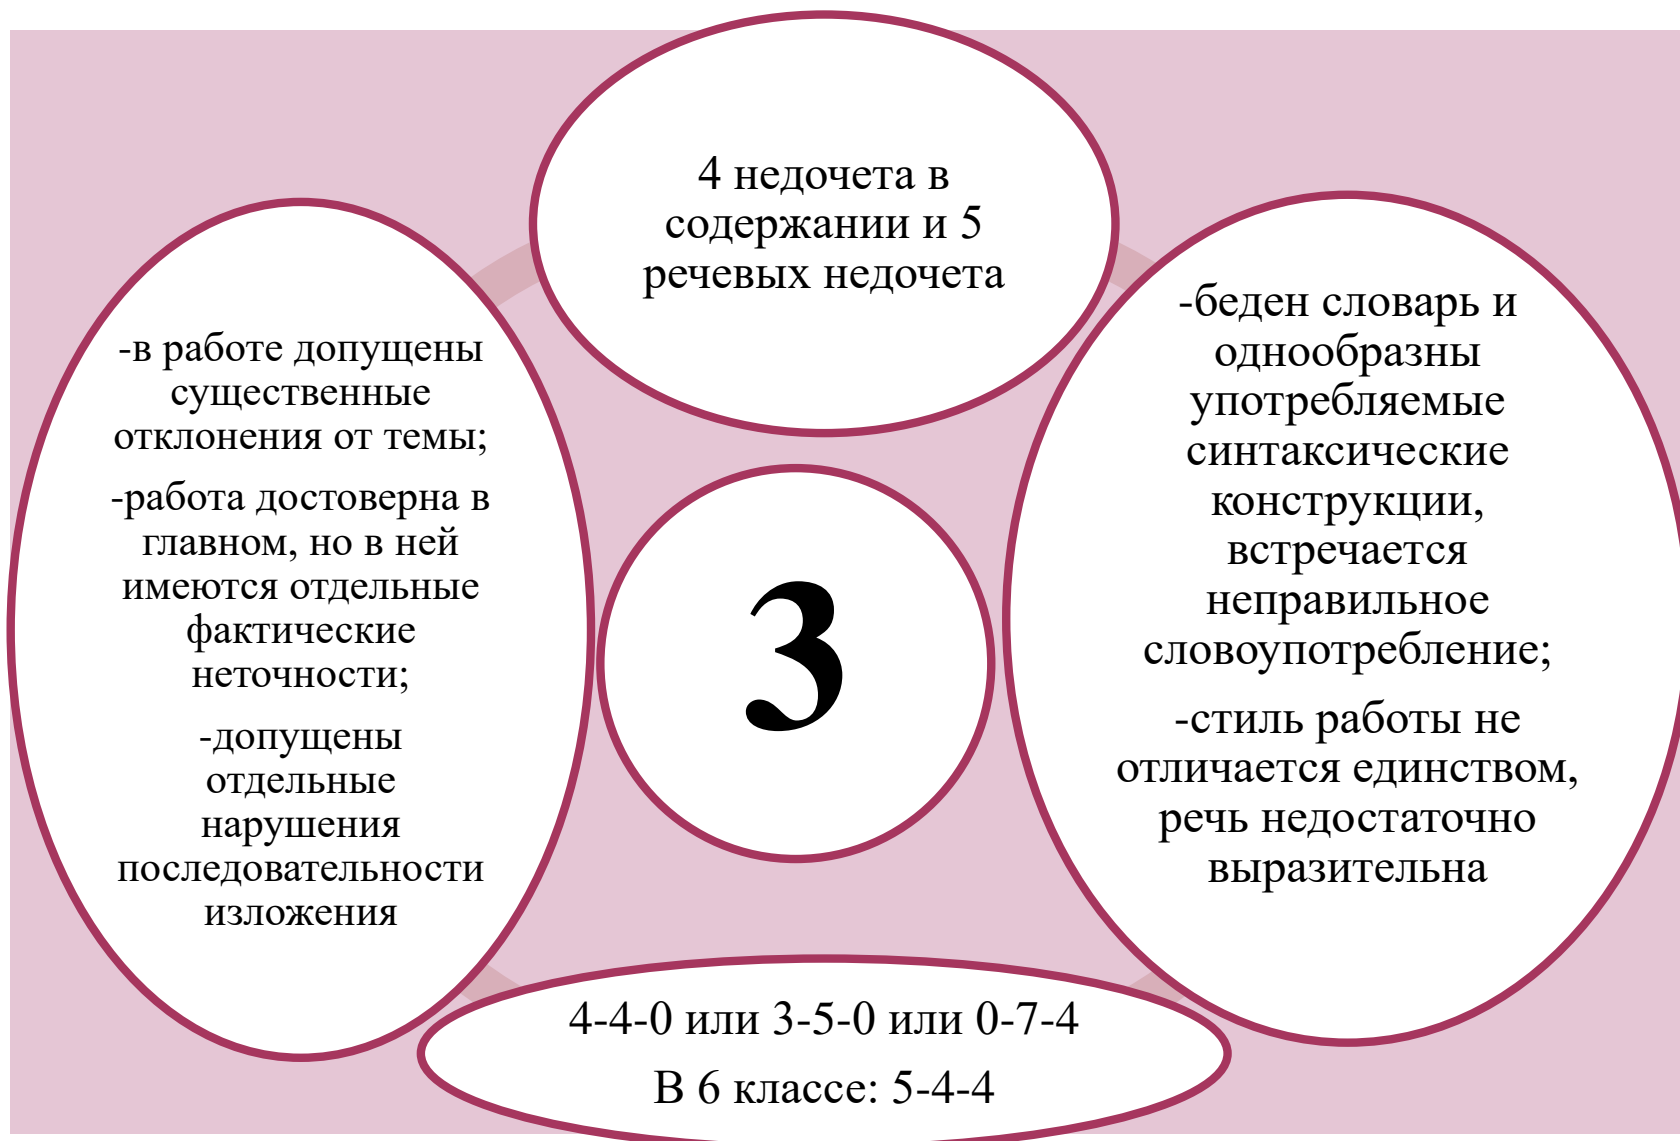 4 недочета в
содержании и 5
речевых недочета
-в работе допущены
существенные
отклонения от темы;
-работа достоверна в
главном, но в ней
имеются отдельные
фактические
неточности;
-допущены
отдельные
нарушения
последовательности
изложения
3
-беден словарь и
однообразны
употребляемые
синтаксические
конструкции,
встречается
неправильное
словоупотребление;
-стиль работы не
отличается единством,
речь недостаточно
выразительна
4-4-0 или 3-5-0 или 0-7-4
В 6 классе: 5-4-4